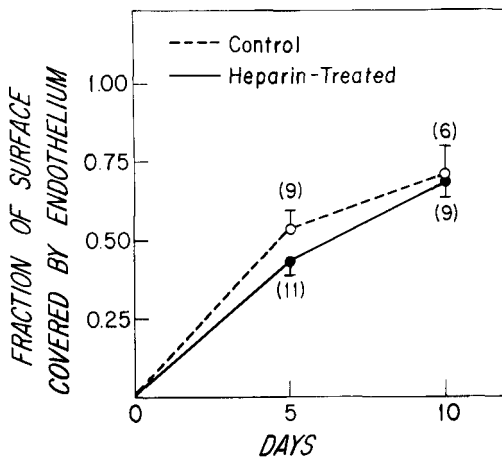 FRACTION OF SURFACE
COVERED BY ENDOTHELIUM
Control
Heparin-Treated
1.00
0.75
0.50
0.25
(9)
(11)
(6)
(9)
0
5
10
DAYS